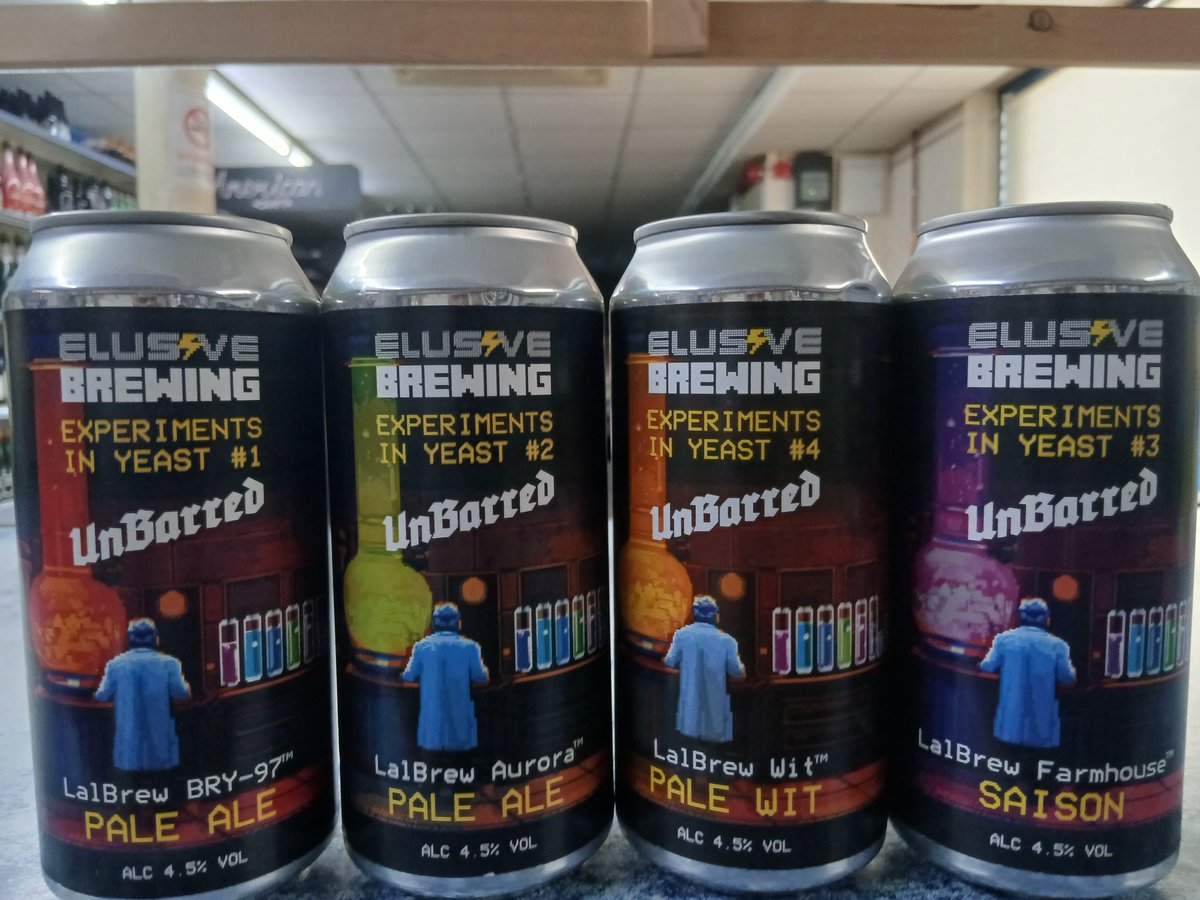 American
ELUSIVE
BREWING
EXPERIMENTS
IN YEAST #1
UnBarred
LalBrew BRY-97™
PALE ALE
ALC 4.5% VOL
ELUSIVE
BREWING
EXPERIMENTS
IN YEAST #2
UnBarred
LalBrew Aurora™
PALE ALE
ALC 4.5% VOL
ELUSIVE
BREWING
EXPERIMENTS
IN YEAST #4
UnBarred
LalBrew Wit™
PALE WIT
ALC 4.5% VOL
ELUSIVE
BREWING
EXPERIMENTS
IN YEAST #3
UnBarred
LalBrew Farmhouse™
SAISON
ALC 4.5% VOL